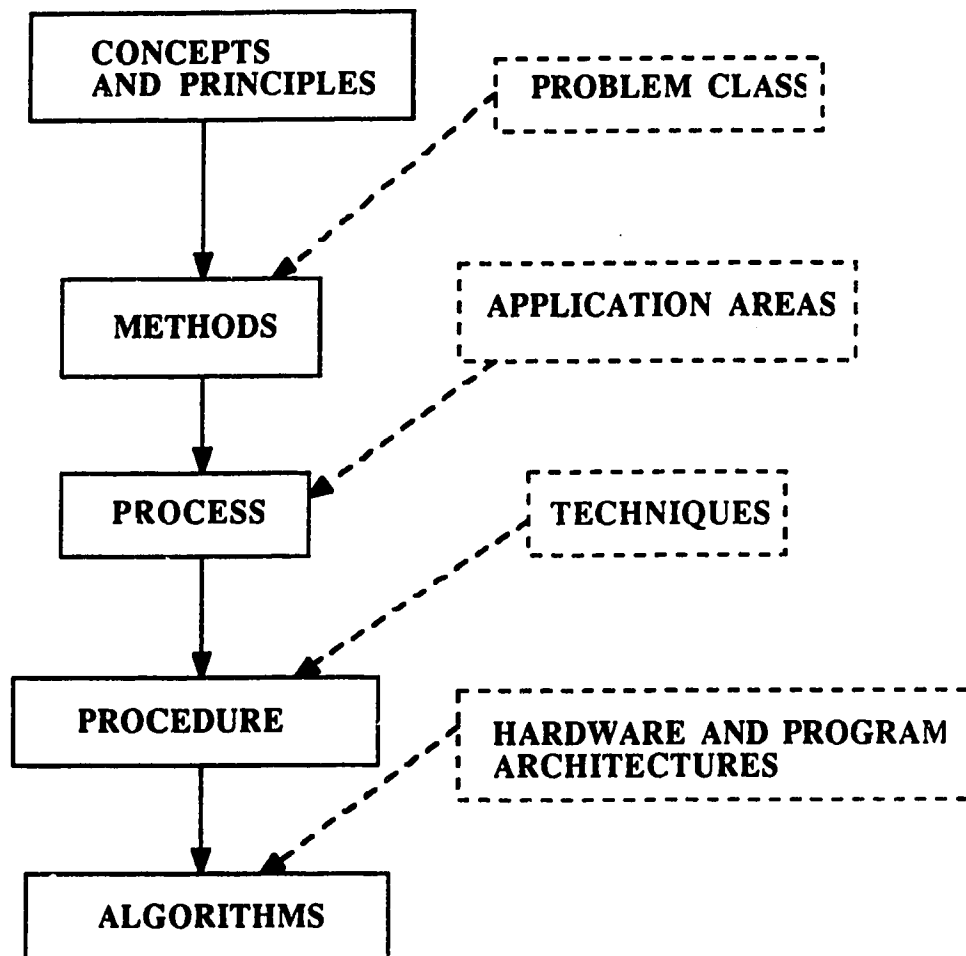 CONCEPTS
AND PRINCIPLES
PROBLEM CLASS
METHODS
APPLICATION AREAS
PROCESS
TECHNIQUES
PROCEDURE
HARDWARE AND PROGRAM
ARCHITECTURES
ALGORITHMS